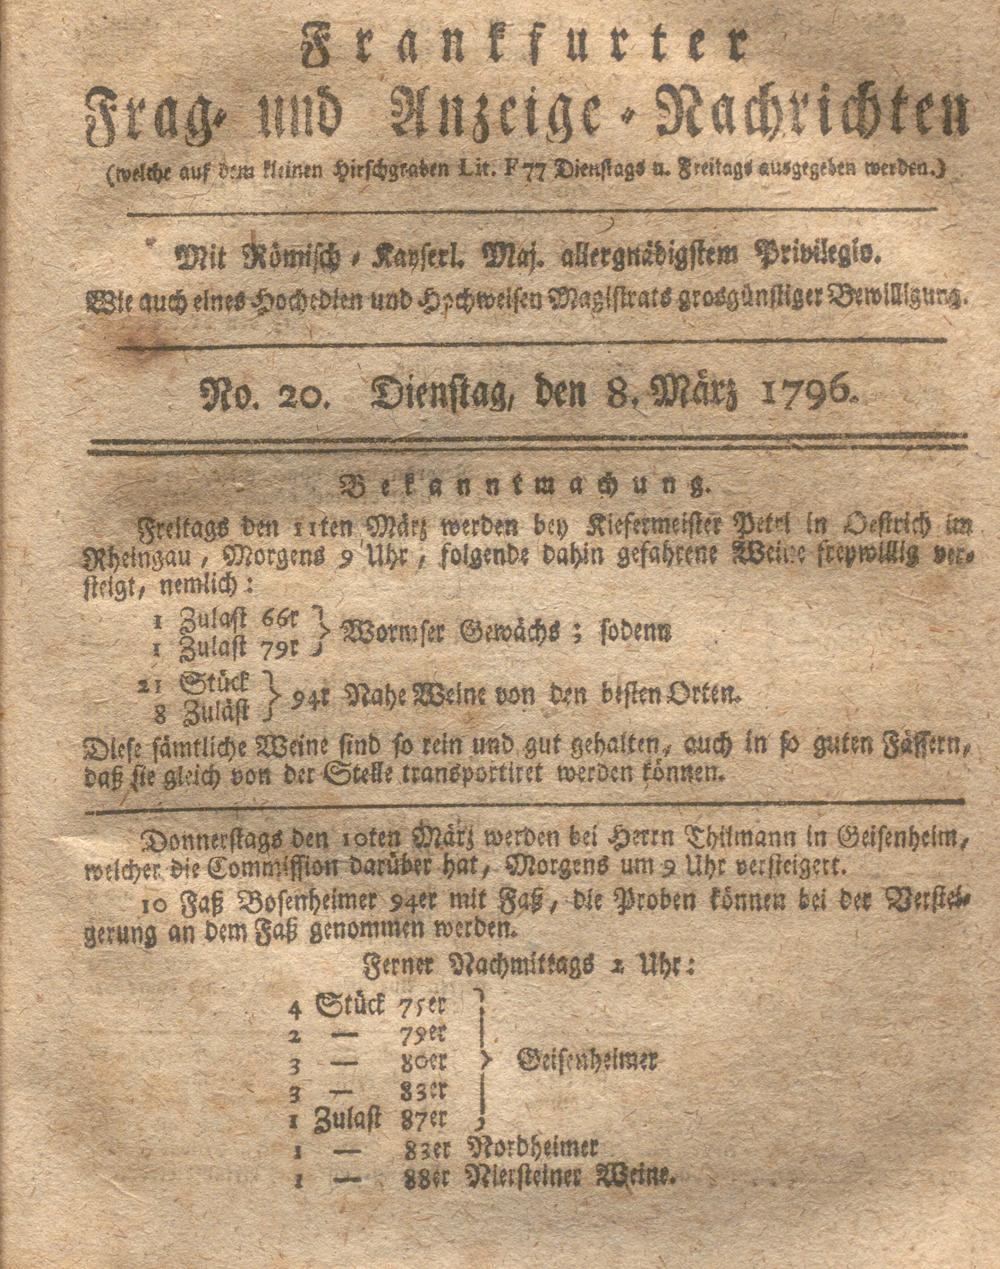 Frankfurter
Frag- und Anzeige-Nachrichten
(welche auf dem kleinen Hirschgraben Lit. F 77 Dienstags u. Freitags ausgegeben werden.)
Mit Römisch-Kayserl. Maj. allergnädigstem Privilegio.
Wie auch eines Hochedlen und Hochweisen Magistrats grosgünstiger Bewilligung.
No. 20. Dienstag, den 8. März 1796.
Bekanntmachung.
Freitags den 11ten März werden bey Kiefermeister Petri in Oestrich im
Rheingau, Morgens 9 Uhr, folgende dahin gefahrene Weine freywillig ver-
steigt, nemlich:
1 Zulast 66r
1 Zulast 79r } Wormser Gewächs; sodenn
21 Stück
8 Zuläst } 94r Nahe Weine von den besten Orten.
Diese sämtliche Weine sind so rein und gut gehalten, auch in so guten Fässern,
daß sie gleich von der Stelle transportiret werden können.
Donnerstags den 10ten März werden bei Herrn Thilmann in Geisenheim,
welcher die Commission darüber hat, Morgens um 9 Uhr versteigert.
10 Faß Bosenheimer 94er mit Faß, die Proben können bei der Verstei-
gerung an dem Faß genommen werden.
Ferner Nachmittags 2 Uhr:
4 Stück 75er
2 — 79er
3 — 80er } Geisenheimer
3 — 83er
1 Zulast 87er
1 — 83er Nordheimer
1 — 88er Niersteiner Weine.